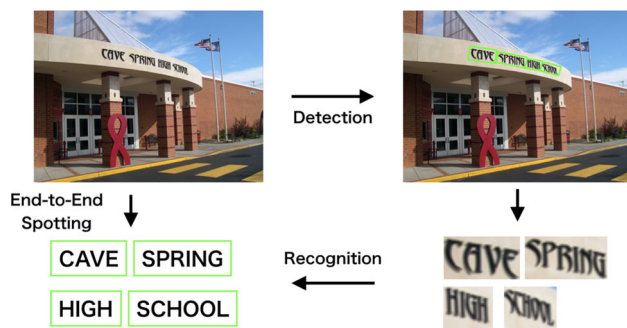 CAVE SPRING HIGH SCHOOL
CAVE SPRING HIGH SCHOOL
Detection
End-to-End
Spotting
CAVE SPRING
Recognition
CAVE SPRING
HIGH SCHOOL
HIGH SCHOOL